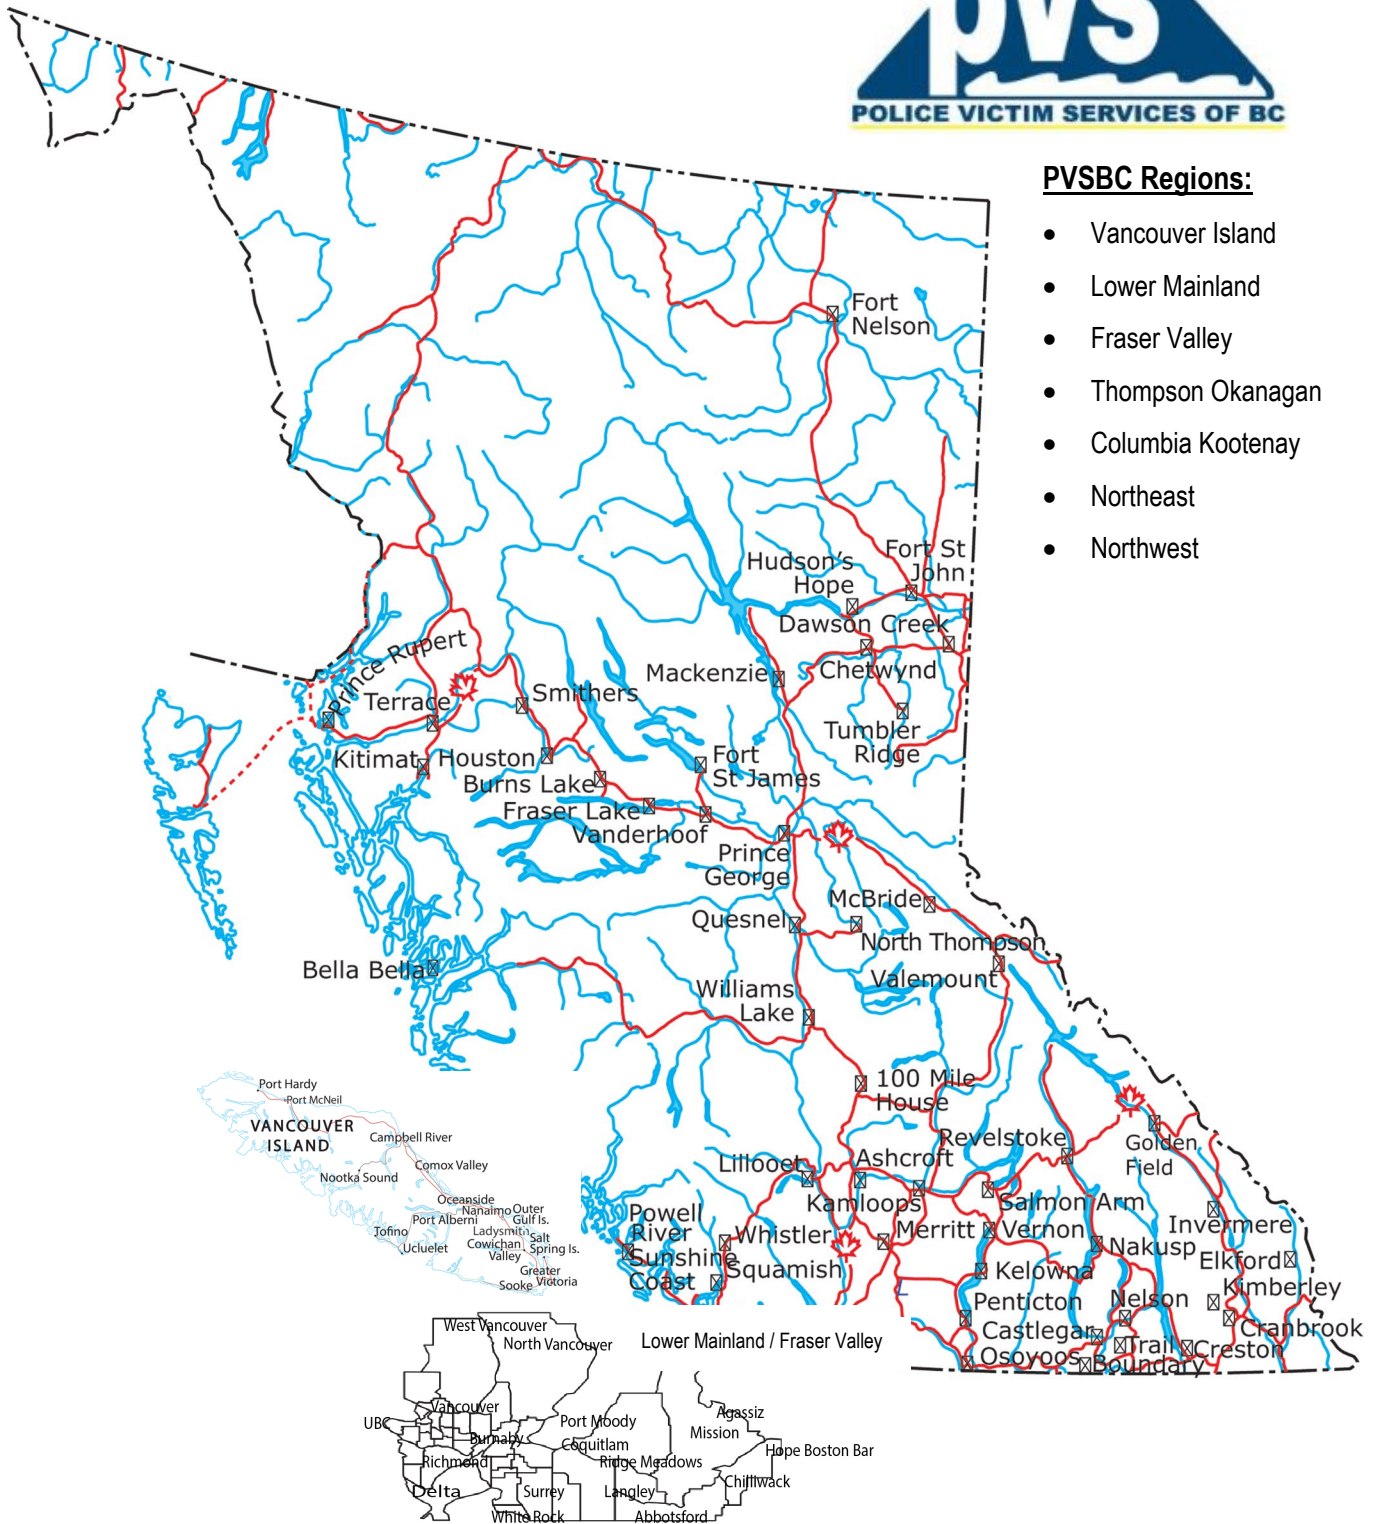 pvs
POLICE VICTIM SERVICES OF BC
PVSBC Regions:
• Vancouver Island
• Lower Mainland
• Fraser Valley
• Thompson Okanagan
• Columbia Kootenay
• Northeast
• Northwest
Fort
Nelson
Fort St
John
Hudson's
Hope
Dawson Creek
Chetwynd
Mackenzie
Tumbler
Ridge
Prince Rupert
Terrace
Smithers
Kitimat
Houston
Burns Lake
Fort
St James
Fraser Lake
Vanderhoof
Prince
George
McBride
Quesnel
North Thompson
Valemount
Bella Bella
Williams
Lake
100 Mile
House
Revelstoke
Golden
Field
Lillooet
Ashcroft
Kamloops
Salmon Arm
Invermere
Powell
River
Sunshine
Coast
Whistler
Squamish
Merritt
Vernon
Nakusp
Elkford
Kelowna
Kimberley
Penticton
Nelson
Castlegar
Cranbrook
Trail
Creston
Osoyoos
Boundary
L
Port Hardy
Port McNeil
VANCOUVER
ISLAND
Campbell River
Comox Valley
Nootka Sound
Oceanside
Nanaimo
Outer
Gulf Is.
Port Alberni
Tofino
Ladysmith
Salt
Spring Is.
Ucluelet
Cowichan
Valley
Greater
Victoria
Sooke
Lower Mainland / Fraser Valley
West Vancouver
North Vancouver
Vancouver
UBC
Burnaby
Port Moody
Coquitlam
Agassiz
Mission
Hope Boston Bar
Richmond
Ridge Meadows
Chilliwack
Delta
Surrey
Langley
White Rock
Abbotsford